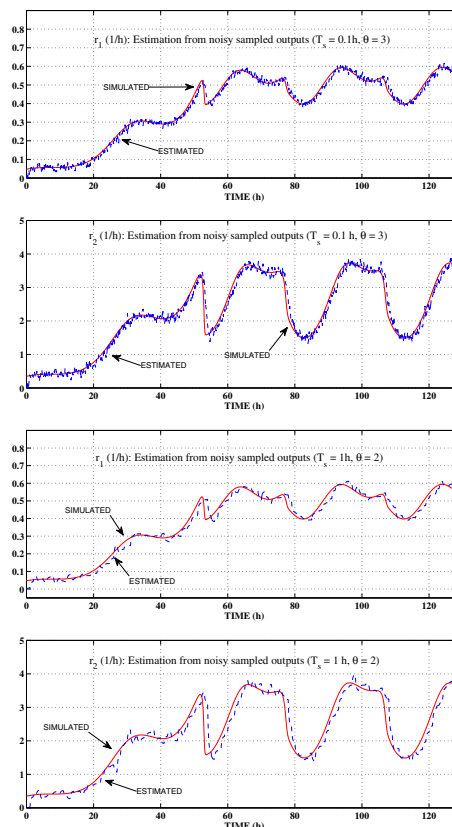 r1 (1/h): Estimation from noisy sampled outputs (Ts = 0.1h, θ = 3)
0.8
0.7
0.6
SIMULATED
0.5
0.4
0.3
0.2
ESTIMATED
0.1
0
0 20 40 60 80 100 120
TIME (h)
5
r2 (1/h): Estimation from noisy sampled outputs (Ts = 0.1 h, θ = 3)
4
3
2
SIMULATED
1
ESTIMATED
0
0 20 40 60 80 100 120
TIME (h)
0.8
r1 (1/h): Estimation from noisy sampled outputs (Ts = 1h, θ = 2)
0.7
0.6
0.5
SIMULATED
0.4
0.3
0.2
ESTIMATED
0.1
0
0 20 40 60 80 100 120
TIME (h)
5
r2 (1/h): Estimation from noisy sampled outputs (Ts = 1 h, θ = 2)
4
3
SIMULATED
2
1
ESTIMATED
0
0 20 40 60 80 100 120
TIME (h)